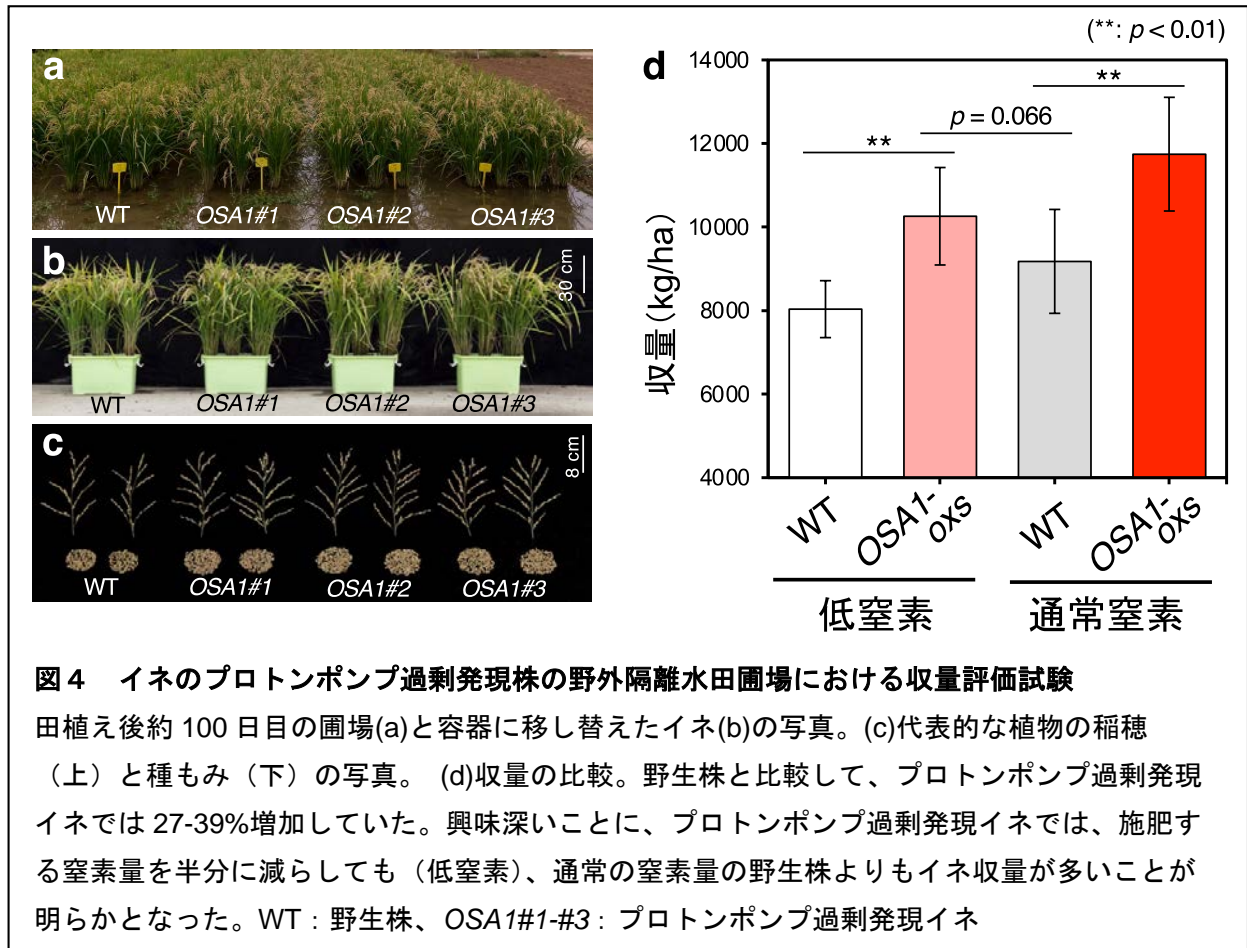 (**: p < 0.01)
a
WT
OSA1#1
OSA1#2
OSA1#3
b
30 cm
WT
OSA1#1
OSA1#2
OSA1#3
c
8 cm
WT
OSA1#1
OSA1#2
OSA1#3
d
収量(kg/ha)
14000
12000
10000
8000
6000
4000
**
p = 0.066
**
WT
OSA1-
oxs
WT
OSA1-
oxs
低窒素
通常窒素
図4 イネのプロトンポンプ過剰発現株の野外隔離水田圃場における収量評価試験
田植え後約 100 日目の圃場(a)と容器に移し替えたイネ(b)の写真。(c)代表的な植物の稲穂
（上）と種もみ（下）の写真。 (d)収量の比較。野生株と比較して、プロトンポンプ過剰発現
イネでは 27-39%増加していた。興味深いことに、プロトンポンプ過剰発現イネでは、施肥す
る窒素量を半分に減らしても（低窒素）、通常の窒素量の野生株よりもイネ収量が多いことが
明らかとなった。WT：野生株、OSA1#1-#3：プロトンポンプ過剰発現イネ